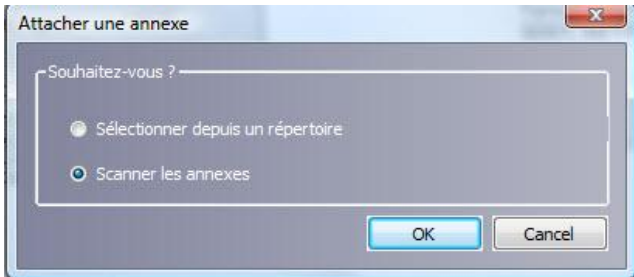 Attacher une annexe
Souhaitez-vous ?
Sélectionner depuis un répertoire
Scanner les annexes
OK
Cancel